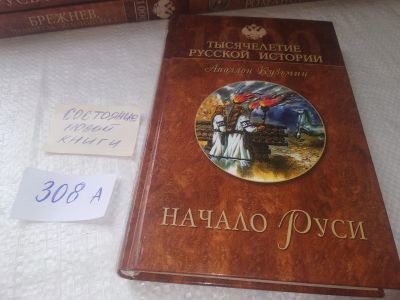 БРЕЖНЕВ
ТЫСЯЧЕЛЕТИЕ
РУССКОЙ ИСТОРИИ
Аполлон Кузьмин
СОСТОЯНИЕ
НОВОЙ
КНИГИ
308 А
НАЧАЛО РУСИ